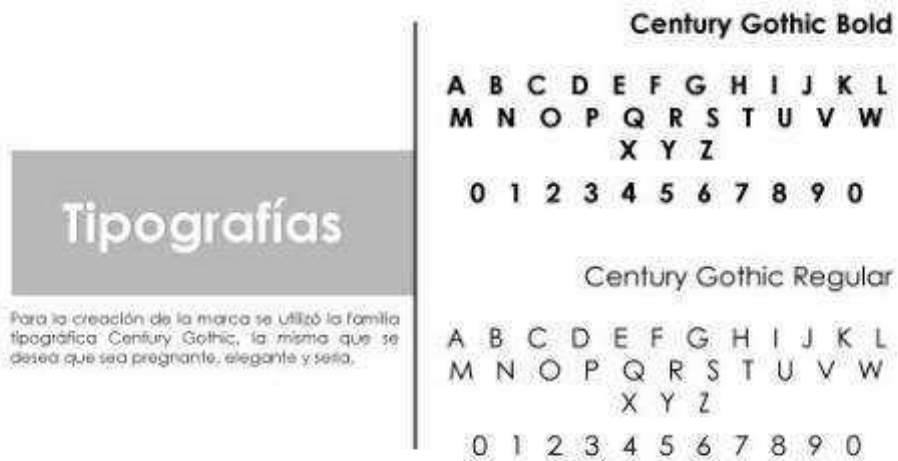 Tipografías
Para la creación de la marca se utilizó la familia
tipográfica Century Gothic, la misma que se
desea que sea pregnante, elegante y seria.
Century Gothic Bold
A B C D E F G H I J K L
M N O P Q R S T U V W
X Y Z
0 1 2 3 4 5 6 7 8 9 0
Century Gothic Regular
A B C D E F G H I J K L
M N O P Q R S T U V W
X Y Z
0 1 2 3 4 5 6 7 8 9 0